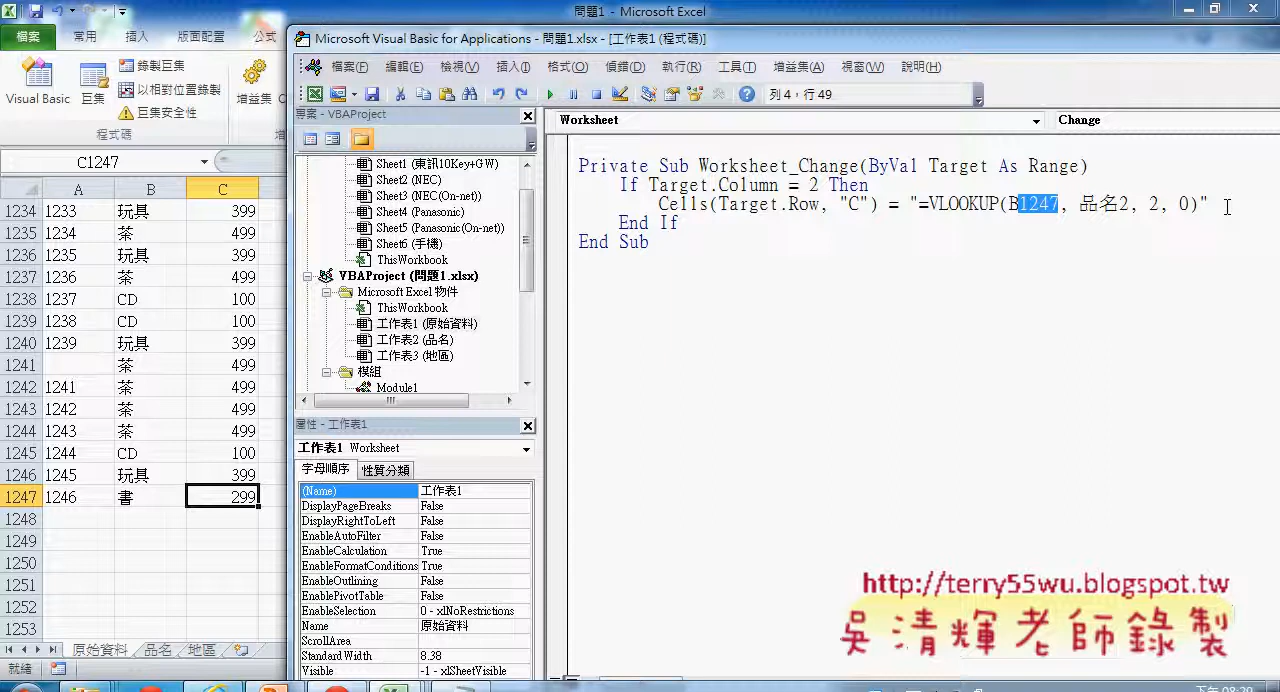 問題1 - Microsoft Excel
檔案 常用 插入 版面配置 公式
Visual Basic 巨集 錄製巨集 以相對位置錄製 巨集安全性 增益集
程式碼
C1247
A B C
1234 1233 玩具 399
1235 1234 茶 499
1236 1235 玩具 399
1237 1236 茶 499
1238 1237 CD 100
1239 1238 CD 100
1240 1239 玩具 399
1241 茶 499
1242 1241 茶 499
1243 1242 茶 499
1244 1243 茶 499
1245 1244 CD 100
1246 1245 玩具 399
1247 1246 書 299
1248
1249
1250
1251
1252
1253
原始資料 品名 地區
就緒
Microsoft Visual Basic for Applications - 問題1.xlsx - [工作表1 (程式碼)]
檔案(F) 編輯(E) 檢視(V) 插入(I) 格式(O) 偵錯(D) 執行(R) 工具(T) 增益集(A) 視窗(W) 說明(H)
列 4，行 49
專案 - VBAProject
Sheet1 (東訊10Key+GW)
Sheet2 (NEC)
Sheet3 (NEC(On-net)
Sheet4 (Panasonic)
Sheet5 (Panasonic(On-net)
Sheet6 (手機)
ThisWorkbook
VBAProject (問題1.xlsx)
Microsoft Excel 物件
ThisWorkbook
工作表1 (原始資料)
工作表2 (品名)
工作表3 (地區)
模組
Module1
屬性 - 工作表1
工作表1 Worksheet
字母順序 性質分類
(Name) 工作表1
DisplayPageBreaks False
DisplayRightToLeft False
EnableAutoFilter False
EnableCalculation True
EnableFormatConditions True
EnableOutlining False
EnablePivotTable False
EnableSelection 0 - xlNoRestrictions
Name 原始資料
ScrollArea
StandardWidth 8.38
Visible -1 - xlSheetVisible
Worksheet Change
Private Sub Worksheet_Change(ByVal Target As Range)
If Target.Column = 2 Then
Cells(Target.Row, "C") = "=VLOOKUP(B1247, 品名2, 2, 0)"
End If
End Sub
http://terry55wu.blogspot.tw
吳清輝老師錄製